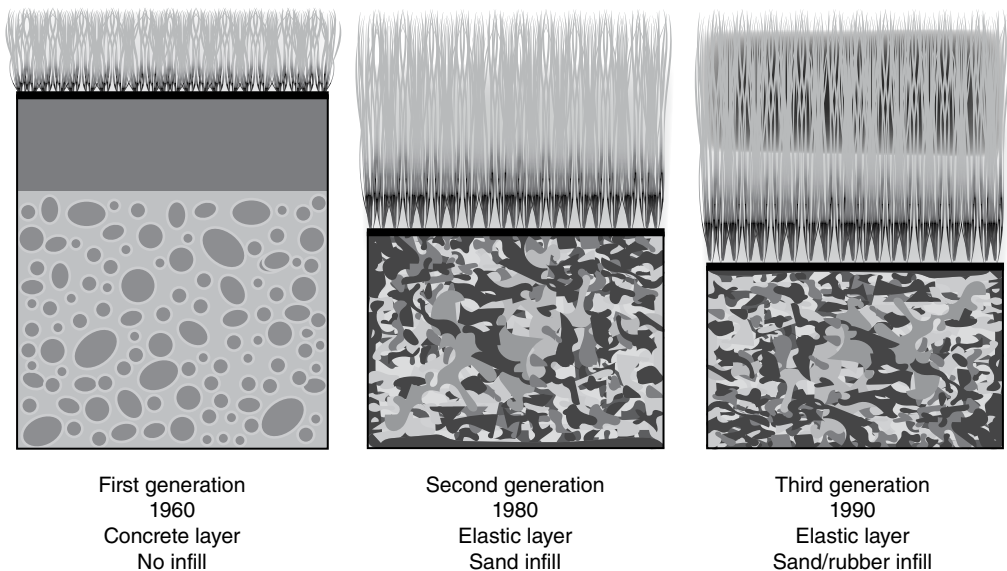 First generation
1960
Concrete layer
No infill
Second generation
1980
Elastic layer
Sand infill
Third generation
1990
Elastic layer
Sand/rubber infill